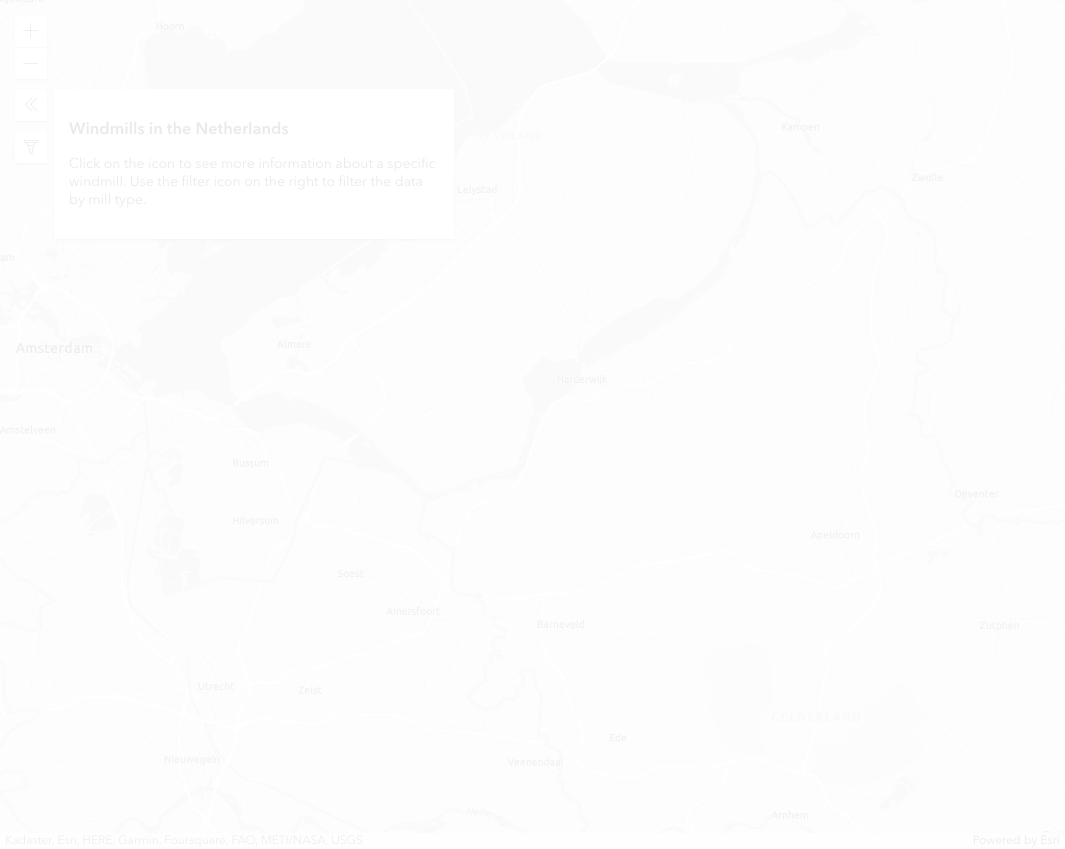 Hoorn
Windmills in the Netherlands
Click on the icon to see more information about a specific
windmill. Use the filter icon on the right to filter the data
by mill type.
Kampen
Lelystad
Zwolle
Almere
Amsterdam
Harderwijk
Amstelveen
Bussum
Deventer
Hilversum
Apeldoorn
Soest
Amersfoort
Barneveld
Zutphen
Utrecht
Zeist
GELDERLAND
Ede
Nieuwegein
Veenendaal
Arnhem
Kadaster, Esri, HERE, Garmin, Foursquare, FAO, METI/NASA, USGS
Powered by Esri